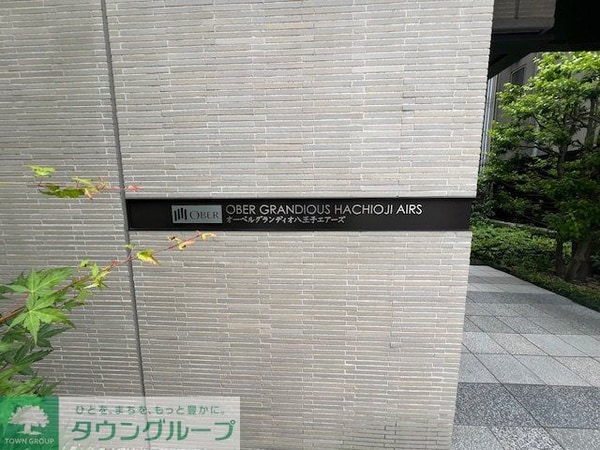 OBER
OBER GRANDIOUS HACHIOJI AIRS
オーベルグランディオ八王子エアーズ
ひとを、まちを、もっと豊かに。
タウングループ
TOWN GROUP